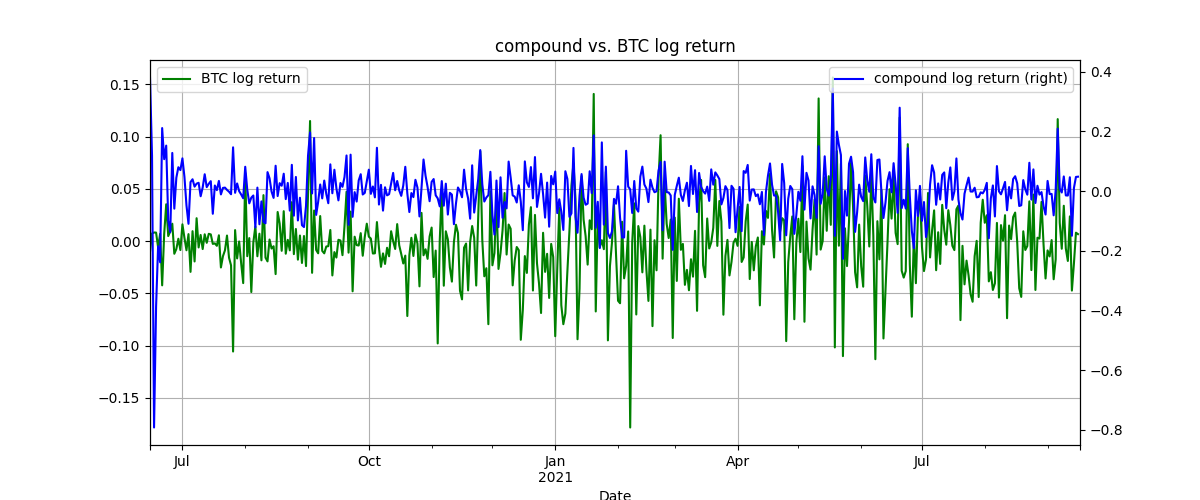 compound vs. BTC log return
BTC log return
compound log return (right)
0.15
0.10
0.05
0.00
−0.05
−0.10
−0.15
0.4
0.2
0.0
−0.2
−0.4
−0.6
−0.8
Jul
Oct
Jan
2021
Apr
Jul
Date